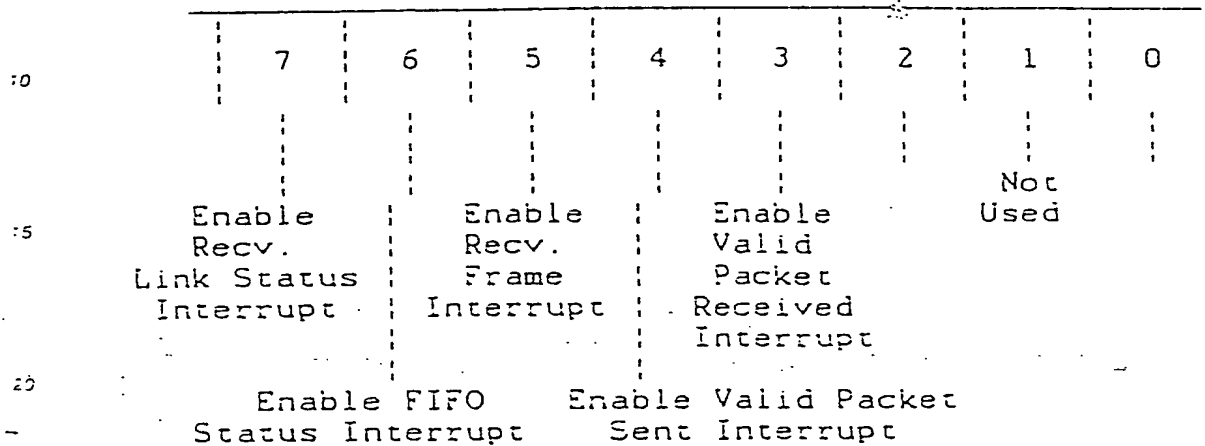 7 6 5 4 3 2 1 0
Not
Enable Enable Enable Used
Recv. Recv. Valid
Link Status Frame Packet
Interrupt Interrupt Received
Interrupt
Enable FIFO Enable Valid Packet
Status Interrupt Sent Interrupt